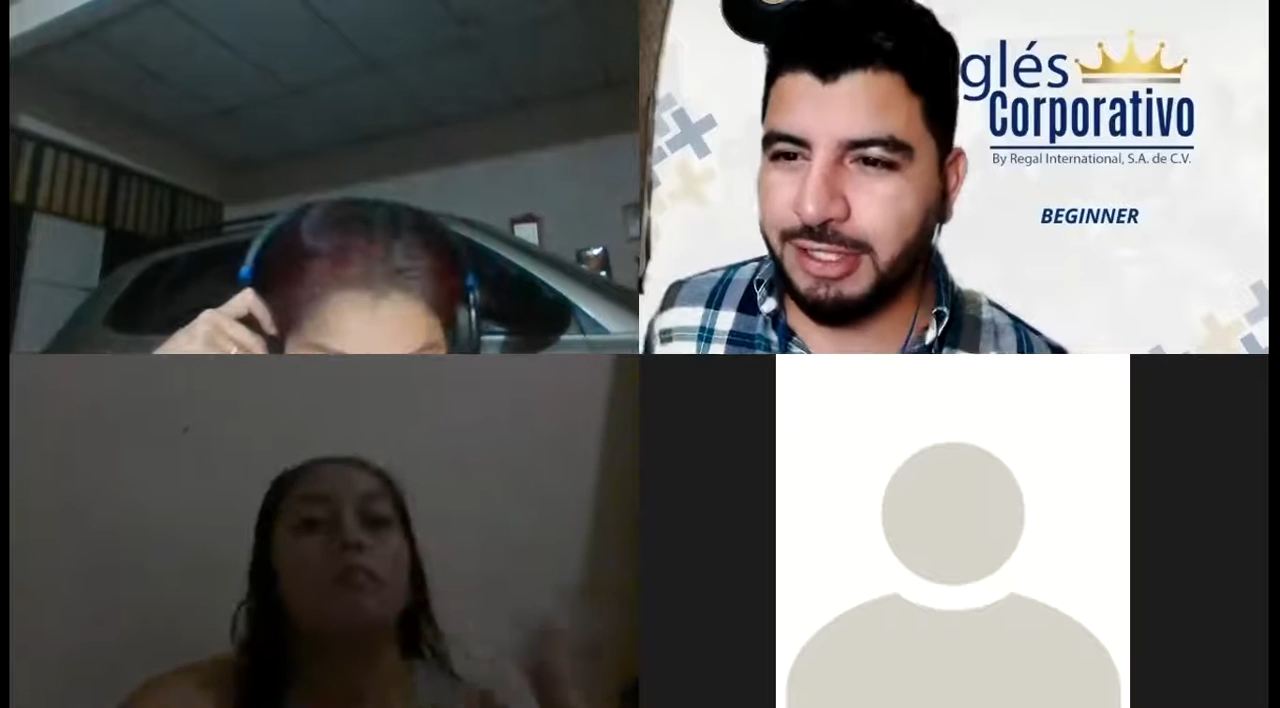 glés
Corporativo
By Regal International, S.A. de C.V.
BEGINNER